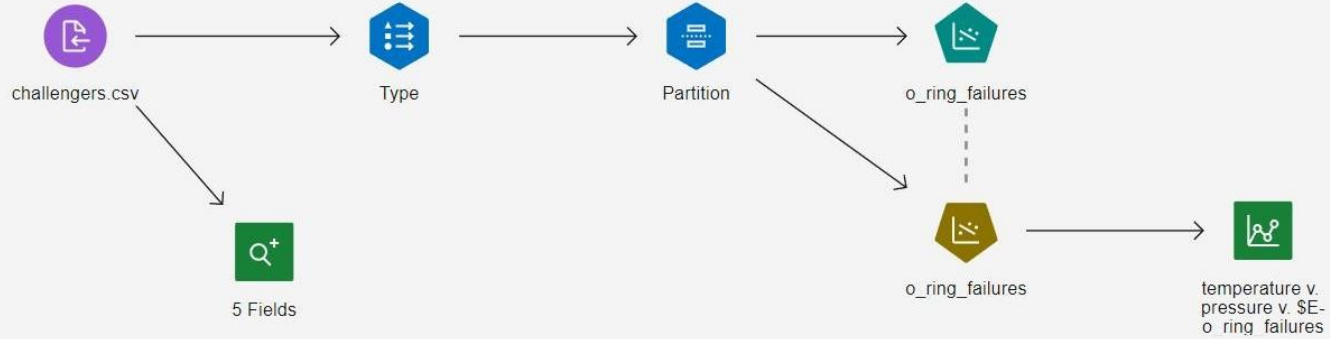 challengers.csv
Type
Partition
o_ring_failures
5 Fields
o_ring_failures
temperature v.
pressure v. $E-
o_ring_failures